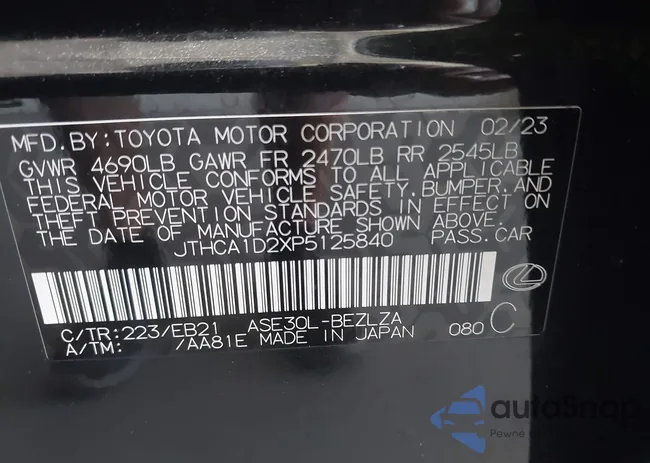 MFD.BY:TOYOTA MOTOR CORPORATION 02/23
GVWR 4690LB GAWR FR 2470LB RR 2545LB
THIS VEHICLE CONFORMS TO ALL APPLICABLE
FEDERAL MOTOR VEHICLE SAFETY,BUMPER,AND
THEFT PREVENTION STANDARDS IN EFFECT ON
THE DATE OF MANUFACTURE SHOWN ABOVE.
JTHCA1D2XP5125840 PASS.CAR
C/TR:223/EB21 ASE30L-BEZLZA
A/TM: /AA81E MADE IN JAPAN 080 C
autoSnap
Pewne